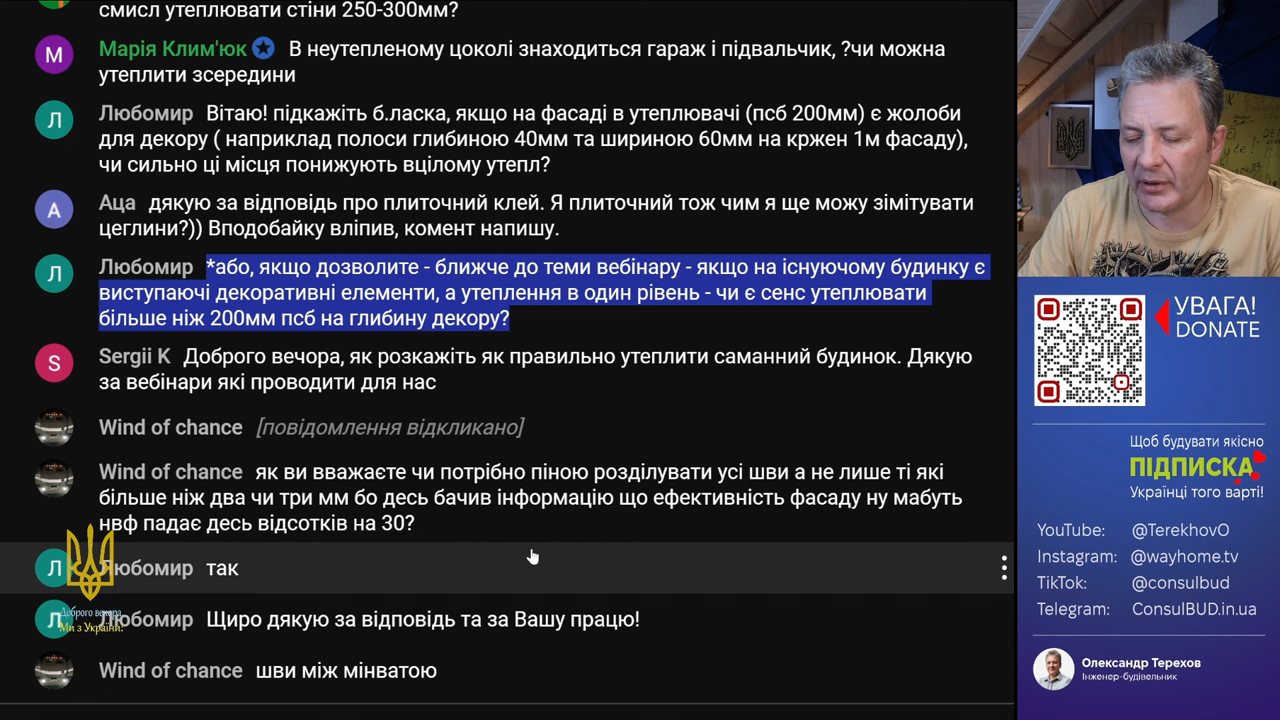 смисл утеплювати стіни 250-300мм?
М Марія Клим'юк В неутепленому цоколі знаходиться гараж і підвальчик, ?чи можна
утеплити зсередини
Л Любомир Вітаю! підкажіть б.ласка, якщо на фасаді в утеплювачі (псб 200мм) є жолоби
для декору ( наприклад полоси глибиною 40мм та шириною 60мм на кржен 1м фасаду),
чи сильно ці місця понижують вцілому утепл?
А Аца дякую за відповідь про плиточний клей. Я плиточний тож чим я ще можу зімітувати
цеглини?)) Вподобайку вліпив, комент напишу.
Л Любомир *або, якщо дозволите - ближче до теми вебінару - якщо на існуючому будинку є
виступаючі декоративні елементи, а утеплення в один рівень - чи є сенс утеплювати
більше ніж 200мм псб на глибину декору?
S Sergii K Доброго вечора, як розкажіть як правильно утеплити саманний будинок. Дякую
за вебінари які проводити для нас
Wind of chance [повідомлення відкликано]
Wind of chance як ви вважаєте чи потрібно піною розділувати усі шви а не лише ті які
більше ніж два чи три мм бо десь бачив інформацію що ефективність фасаду ну мабуть
нвф падає десь відсотків на 30?
Л Любомир так
Доброго вечора
Ми з України!
Л Любомир Щиро дякую за відповідь та за Вашу працю!
Wind of chance шви між мінватою
УВАГА!
DONATE
Щоб будувати якісно
ПІДПИСКА
Українці того варті!
YouTube: @TerekhovO
Instagram: @wayhome.tv
TikTok: @consulbud
Telegram: ConsulBUD.in.ua
Олександр Терехов
Інженер-будівельник